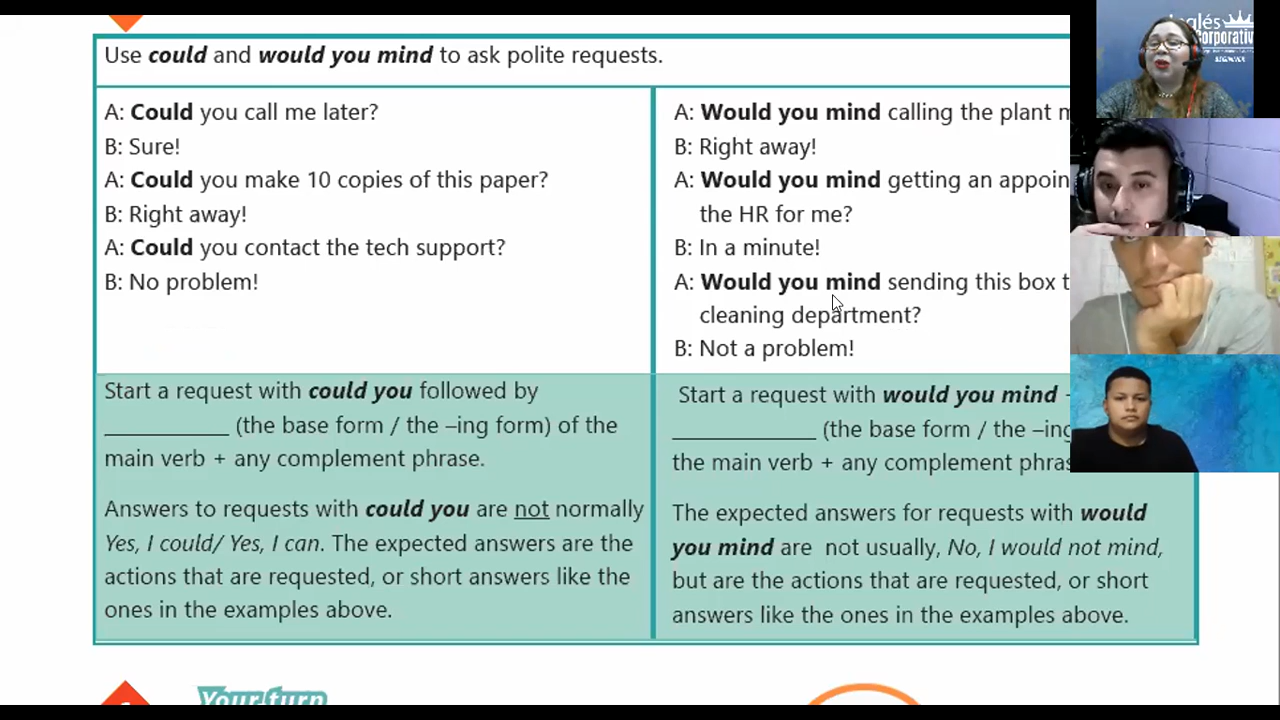 Use could and would you mind to ask polite requests.
A: Could you call me later?
B: Sure!
A: Could you make 10 copies of this paper?
B: Right away!
A: Could you contact the tech support?
B: No problem!
A: Would you mind calling the plant
B: Right away!
A: Would you mind getting an appoin
the HR for me?
B: In a minute!
A: Would you mind sending this box t
cleaning department?
B: Not a problem!
Start a request with could you followed by
___________ (the base form / the –ing form) of the
main verb + any complement phrase.
Answers to requests with could you are not normally
Yes, I could/ Yes, I can. The expected answers are the
actions that are requested, or short answers like the
ones in the examples above.
Start a request with would you mind
_____________ (the base form / the –ing
the main verb + any complement phras
The expected answers for requests with would
you mind are not usually, No, I would not mind,
but are the actions that are requested, or short
answers like the ones in the examples above.
Your turn
Inglés
Corporativ